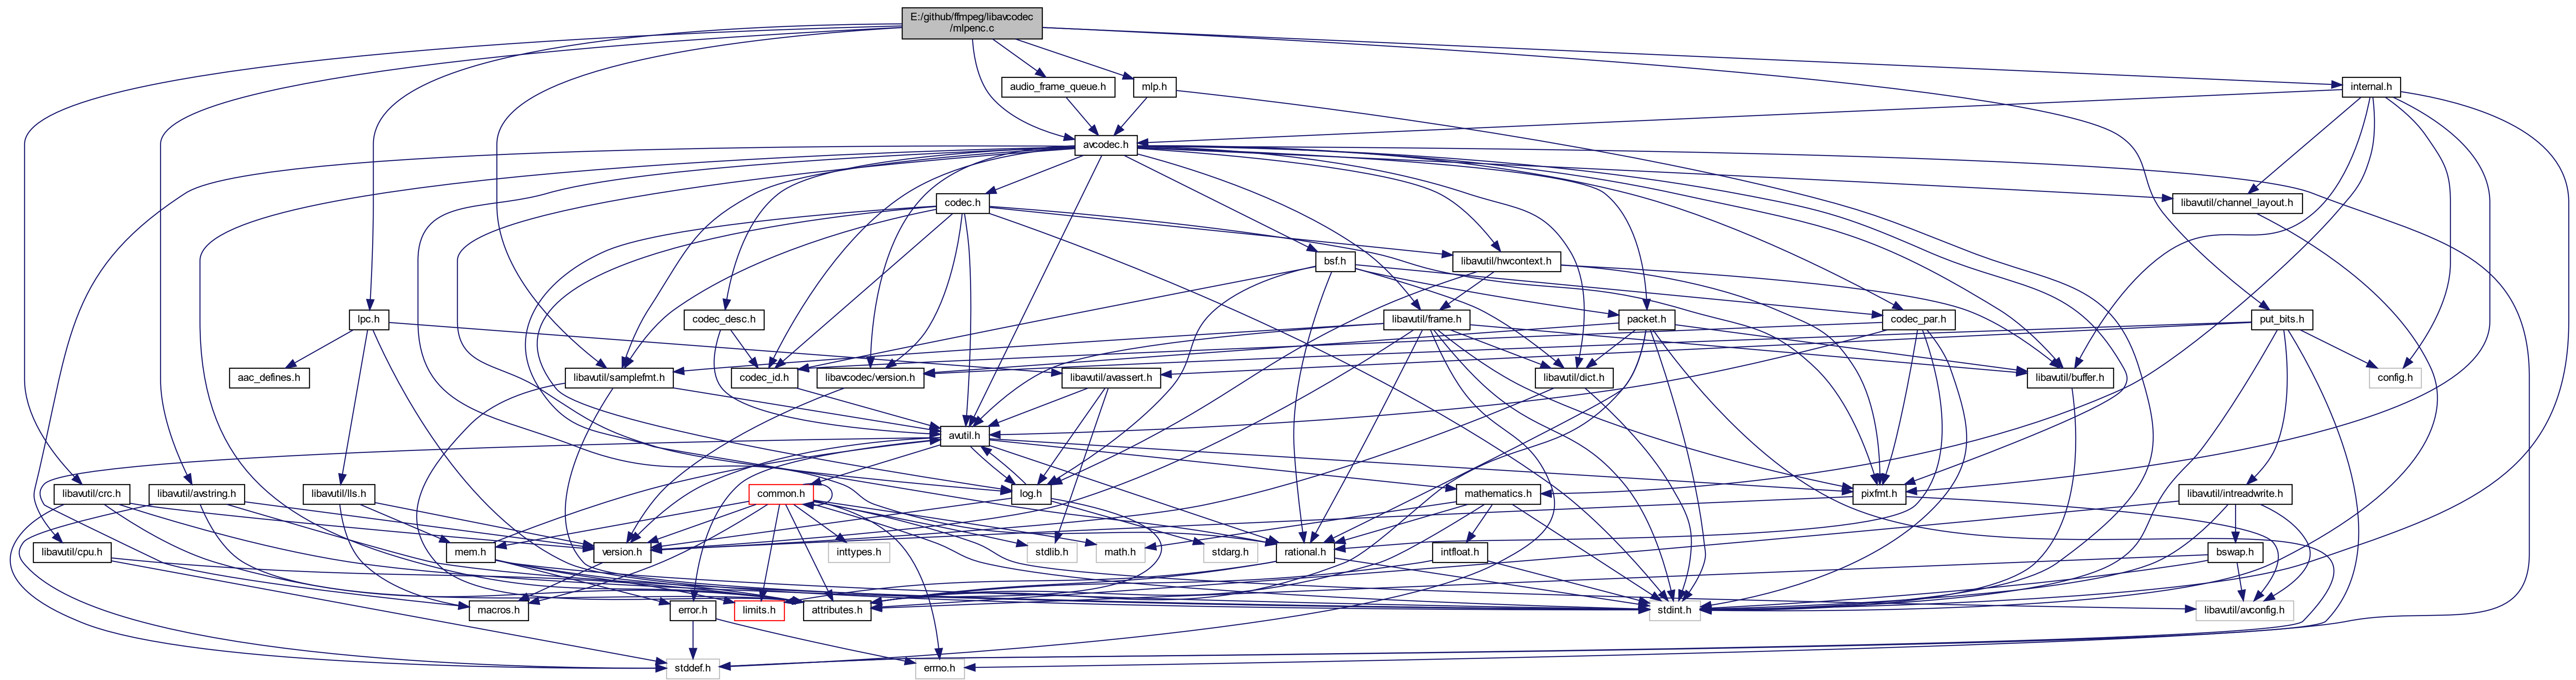 E:/github/ffmpeg/libavcodec
/mlpenc.c
audio_frame_queue.h
mlp.h
internal.h
avcodec.h
codec.h
libavutil/channel_layout.h
bsf.h
libavutil/hwcontext.h
lpc.h
codec_desc.h
libavutil/frame.h
packet.h
codec_par.h
put_bits.h
aac_defines.h
libavutil/samplefmt.h
codec_id.h
libavcodec/version.h
libavutil/avassert.h
libavutil/dict.h
libavutil/buffer.h
config.h
avutil.h
libavutil/crc.h
libavutil/avstring.h
libavutil/lls.h
common.h
log.h
mathematics.h
pixfmt.h
libavutil/intreadwrite.h
libavutil/cpu.h
mem.h
version.h
inttypes.h
stdlib.h
math.h
stdarg.h
rational.h
intfloat.h
bswap.h
macros.h
error.h
limits.h
attributes.h
stdint.h
libavutil/avconfig.h
stddef.h
errno.h